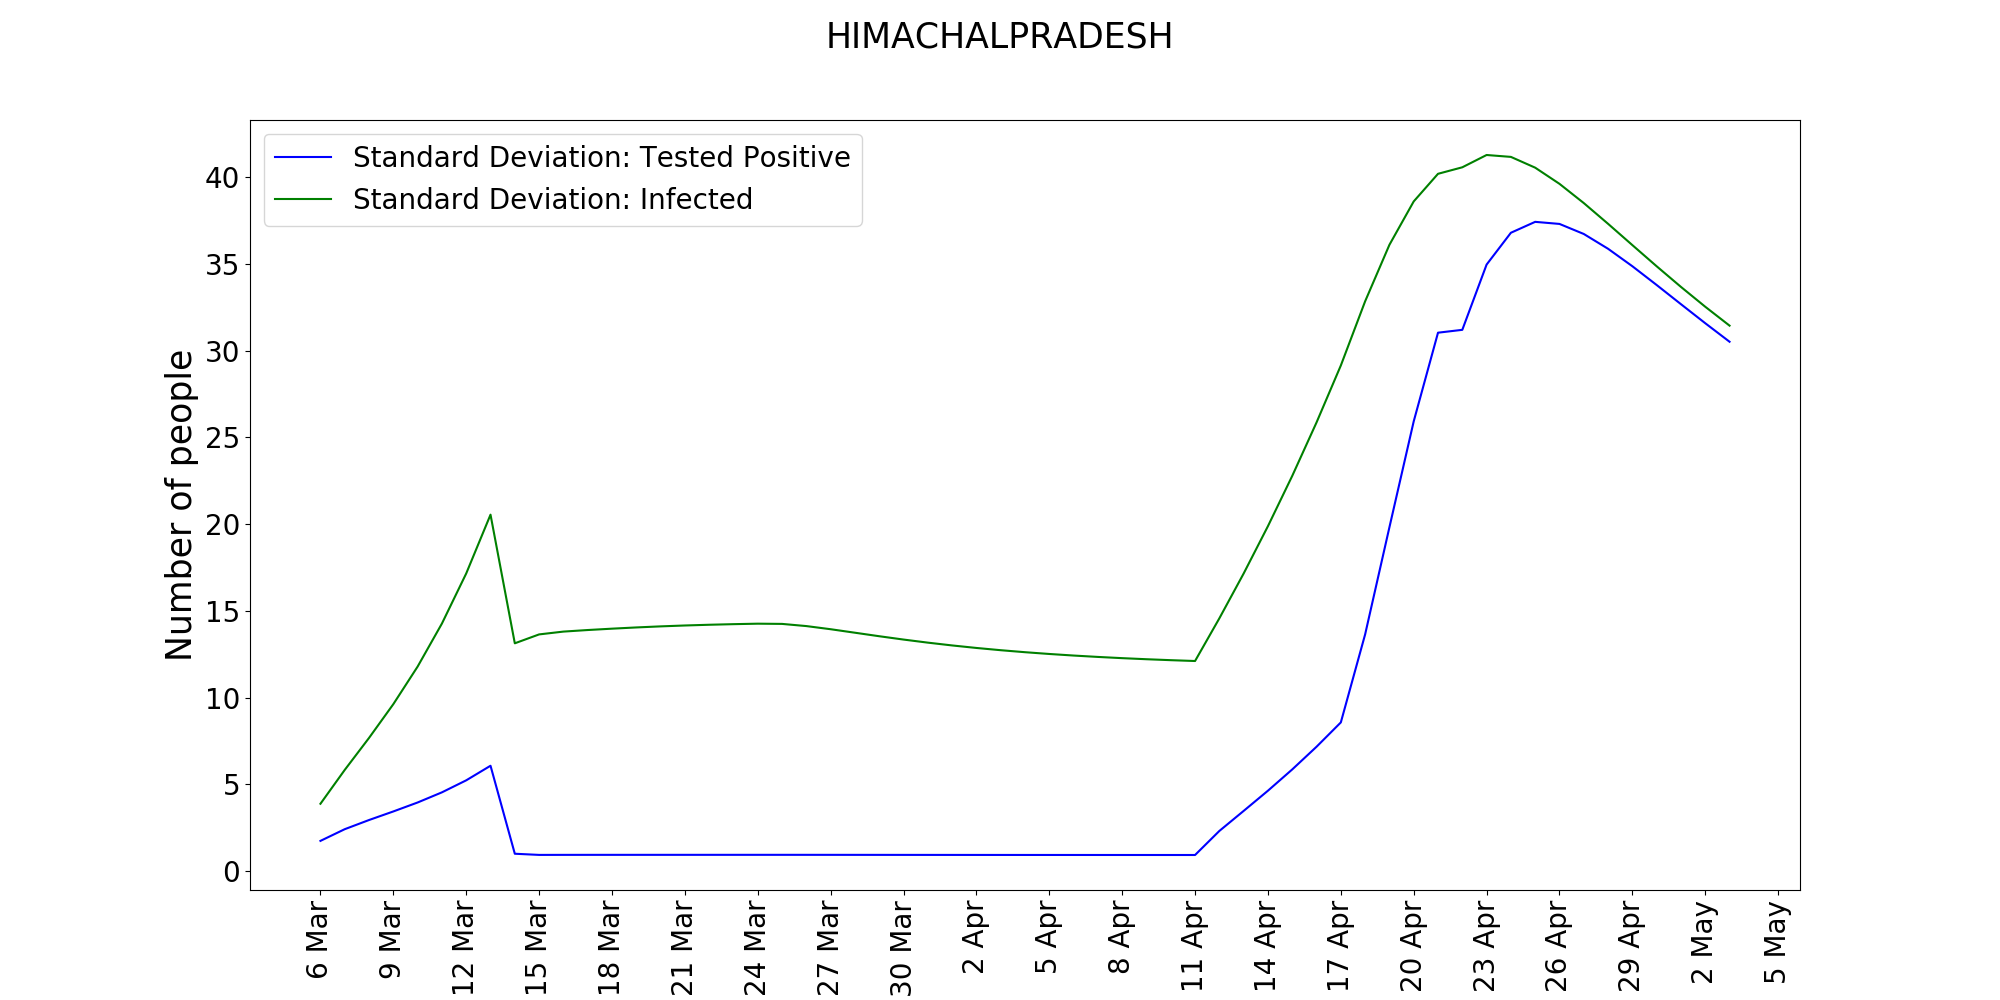 HIMACHALPRADESH
Standard Deviation: Tested Positive
Standard Deviation: Infected
Number of people
40
35
30
25
20
15
10
5
0
6 Mar
9 Mar
12 Mar
15 Mar
18 Mar
21 Mar
24 Mar
27 Mar
30 Mar
2 Apr
5 Apr
8 Apr
11 Apr
14 Apr
17 Apr
20 Apr
23 Apr
26 Apr
29 Apr
2 May
5 May